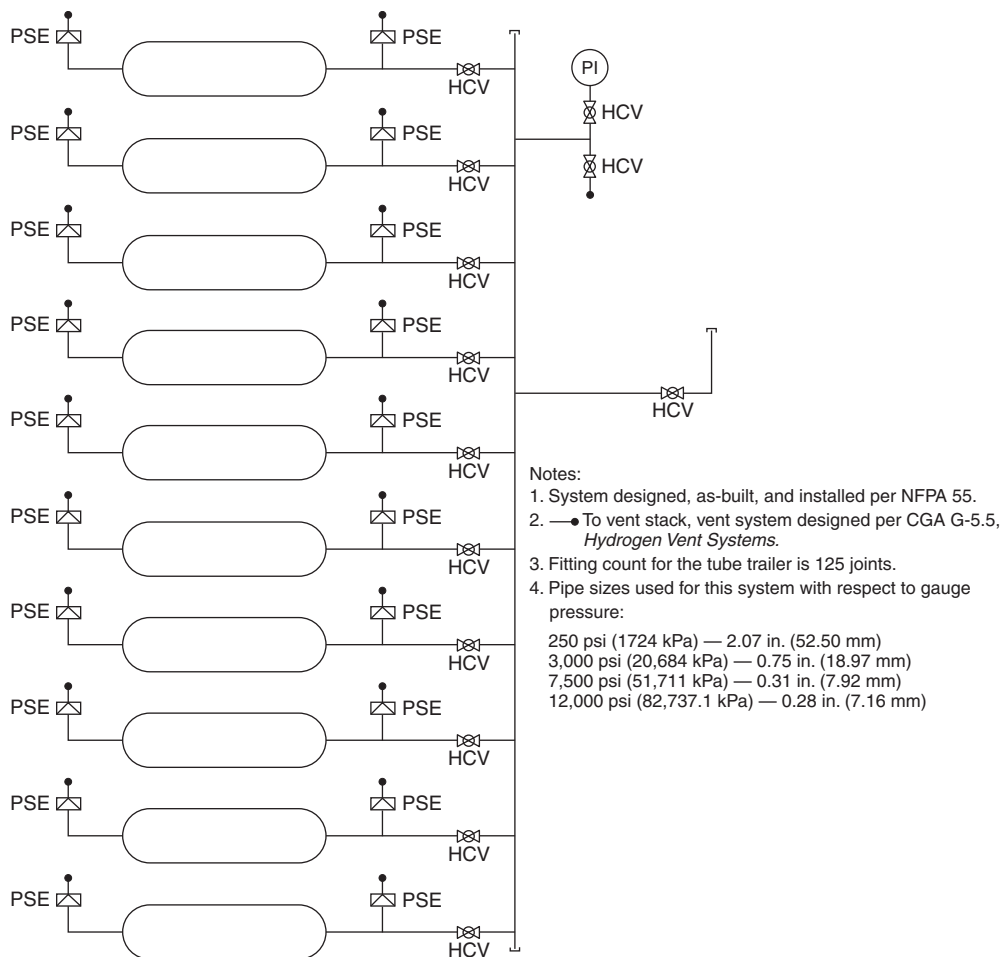 PSE PSE
HCV
PI
HCV
PSE PSE
HCV
HCV
PSE PSE
HCV
PSE PSE
HCV
HCV
PSE PSE
HCV
Notes:
1. System designed, as-built, and installed per NFPA 55.
2. To vent stack, vent system designed per CGA G-5.5,
Hydrogen Vent Systems.
3. Fitting count for the tube trailer is 125 joints.
4. Pipe sizes used for this system with respect to gauge
pressure:
250 psi (1724 kPa) — 2.07 in. (52.50 mm)
3,000 psi (20,684 kPa) — 0.75 in. (18.97 mm)
7,500 psi (51,711 kPa) — 0.31 in. (7.92 mm)
12,000 psi (82,737.1 kPa) — 0.28 in. (7.16 mm)
PSE PSE
HCV
PSE PSE
HCV
PSE PSE
HCV
PSE PSE
HCV
PSE PSE
HCV